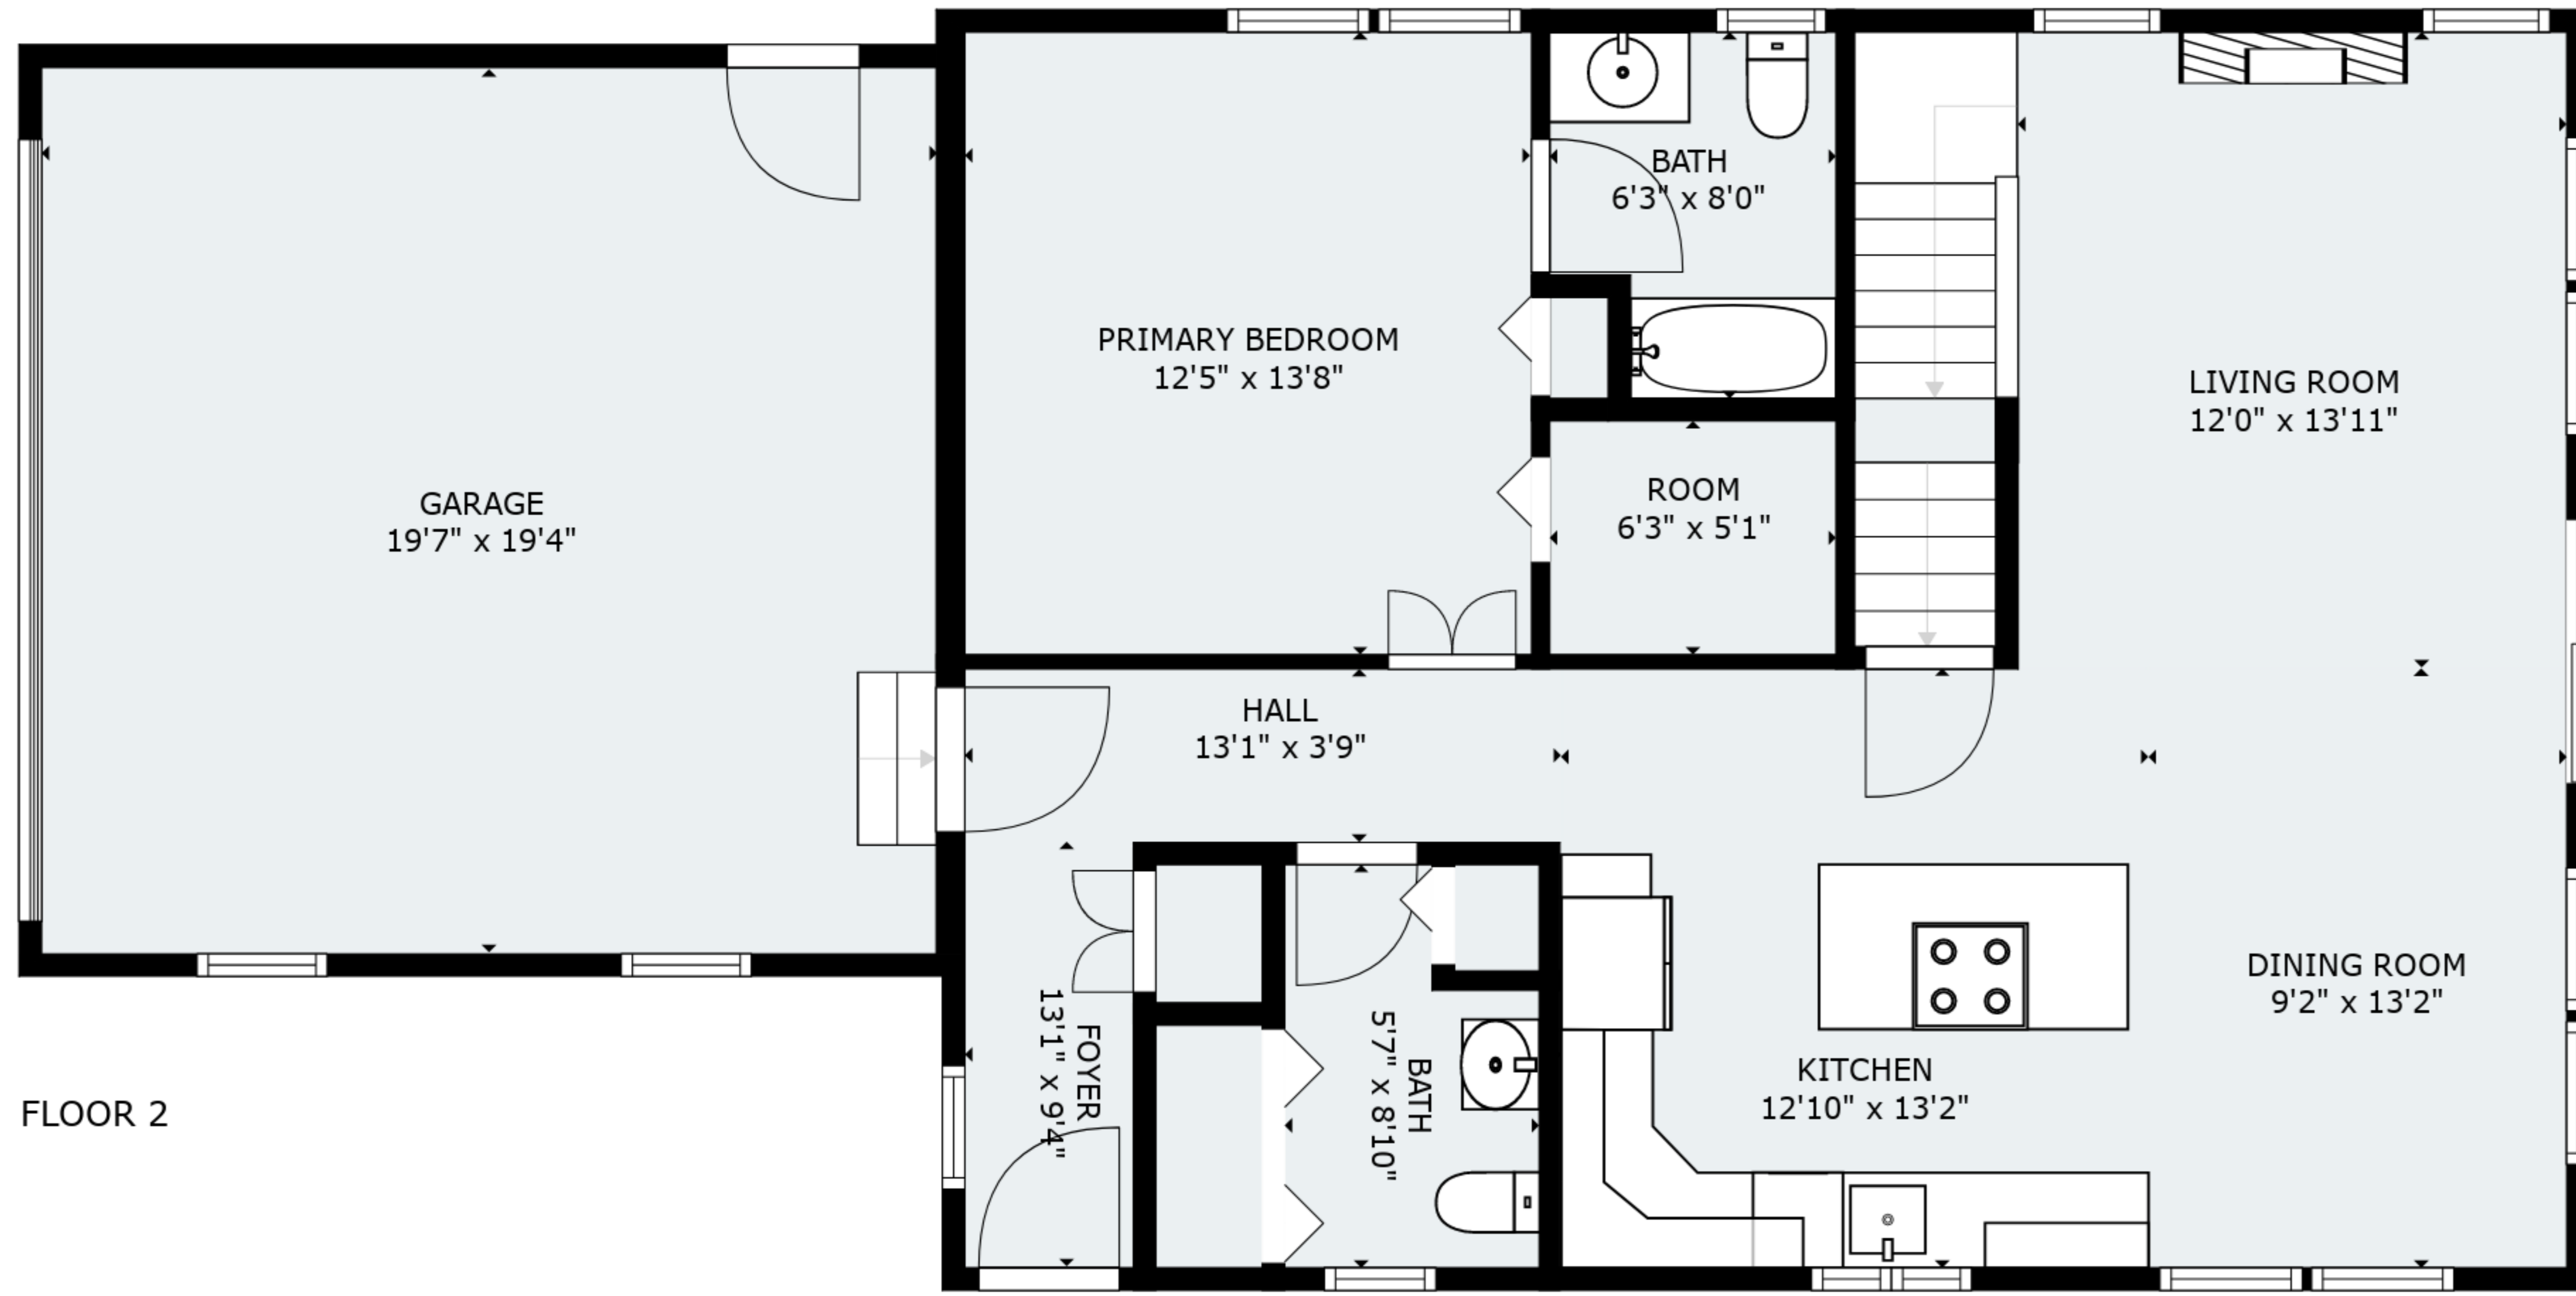 BATH
6'3" x 8'0"
PRIMARY BEDROOM
12'5" x 13'8"
LIVING ROOM
12'0" x 13'11"
GARAGE
19'7" x 19'4"
ROOM
6'3" x 5'1"
HALL
13'1" x 3'9"
FOYER
13'1" x 9'4"
BATH
5'7" x 8'10"
KITCHEN
12'10" x 13'2"
DINING ROOM
9'2" x 13'2"
FLOOR 2